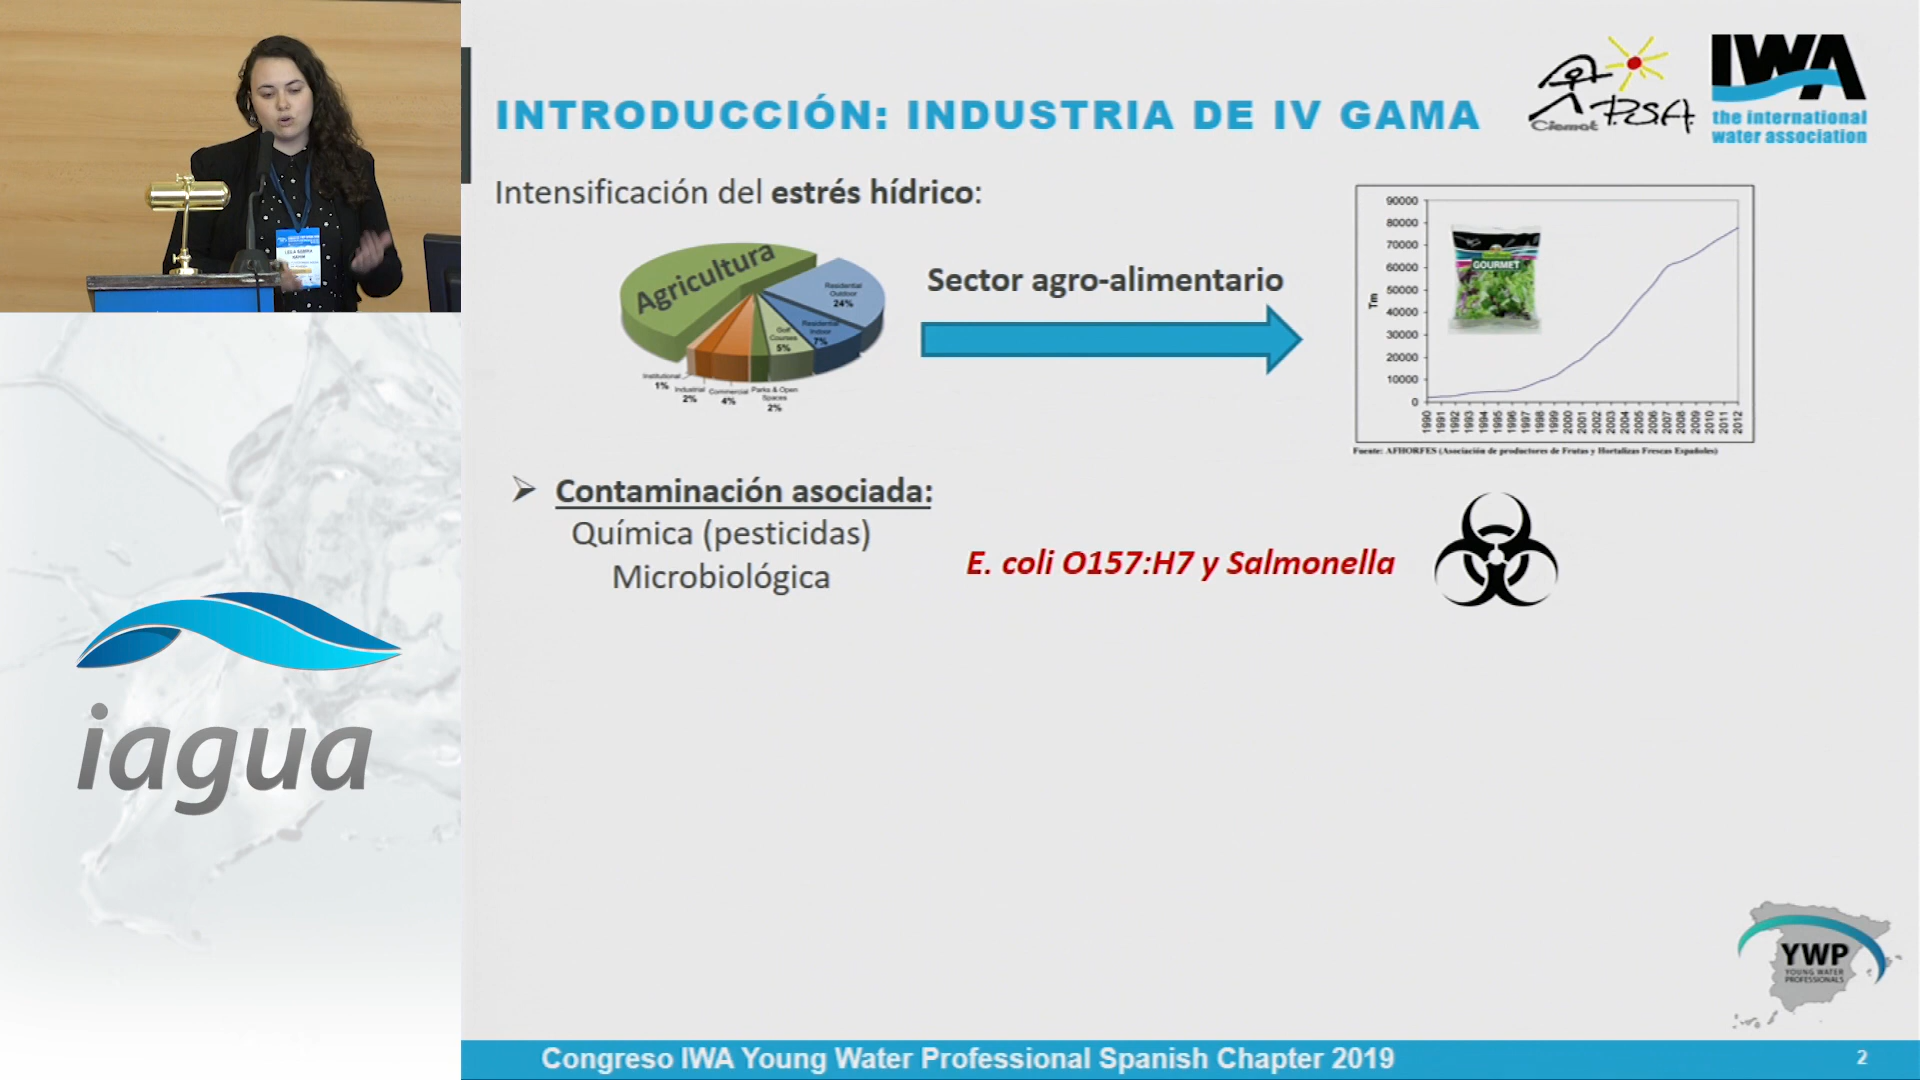 INTRODUCCIÓN: INDUSTRIA DE IV GAMA
Ciemat PSA
IWA
the international
water association
Intensificación del estrés hídrico:
Agricultura
Residential
Outdoor
24%
Residential
Indoor
7%
Golf
Courses
5%
Parks & Open
Spaces
2%
Commercial
4%
Industrial
2%
Institutional
1%
Sector agro-alimentario
90000
80000
70000
60000
50000
40000
30000
20000
10000
0
Tm
GOURMET
1990 1991 1992 1993 1994 1995 1996 1997 1998 1999 2000 2001 2002 2003 2004 2005 2006 2007 2008 2009 2010 2011 2012
Fuente: AFHORFES (Asociación de productores de Frutas y Hortalizas Frescas Españoles)
Contaminación asociada:
Química (pesticidas)
Microbiológica
E. coli O157:H7 y Salmonella
iagua
YWP
YOUNG WATER
PROFESSIONALS
Congreso IWA Young Water Professional Spanish Chapter 2019
2